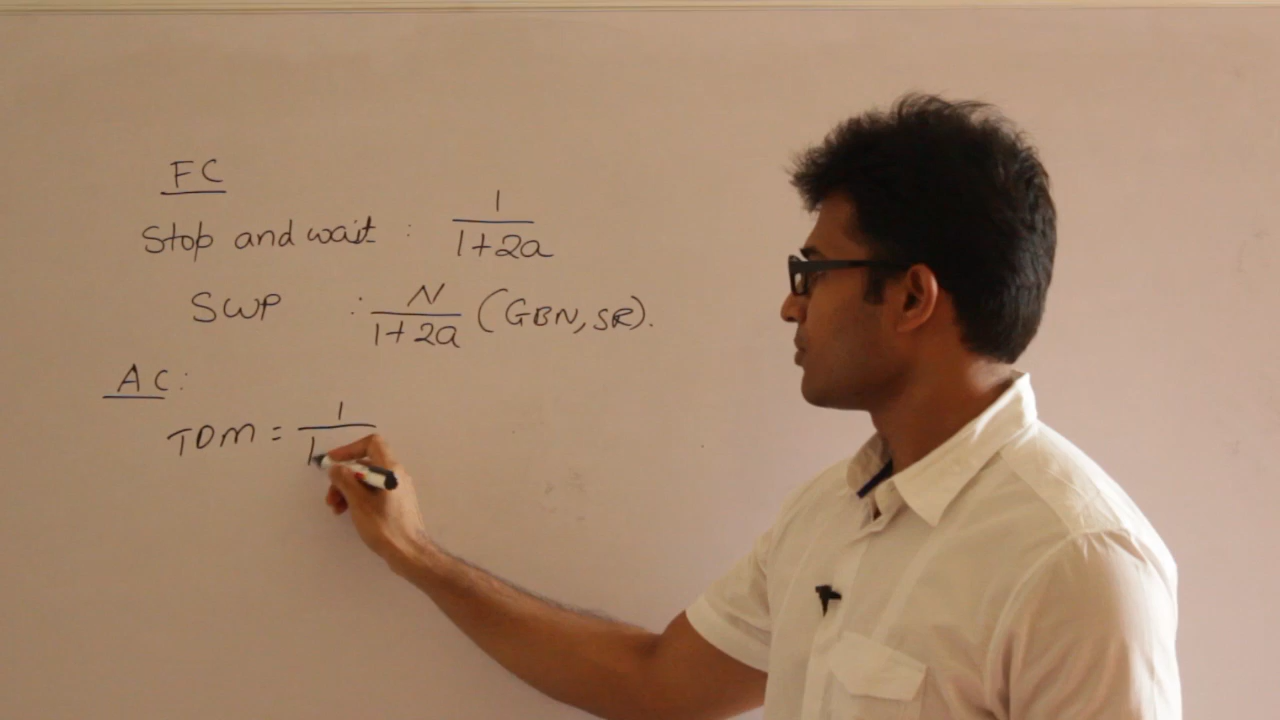 FC
Stop and wait : 1/1+2a
SWP : N/1+2a (GBN, SR).
AC:
TDM = 1/1